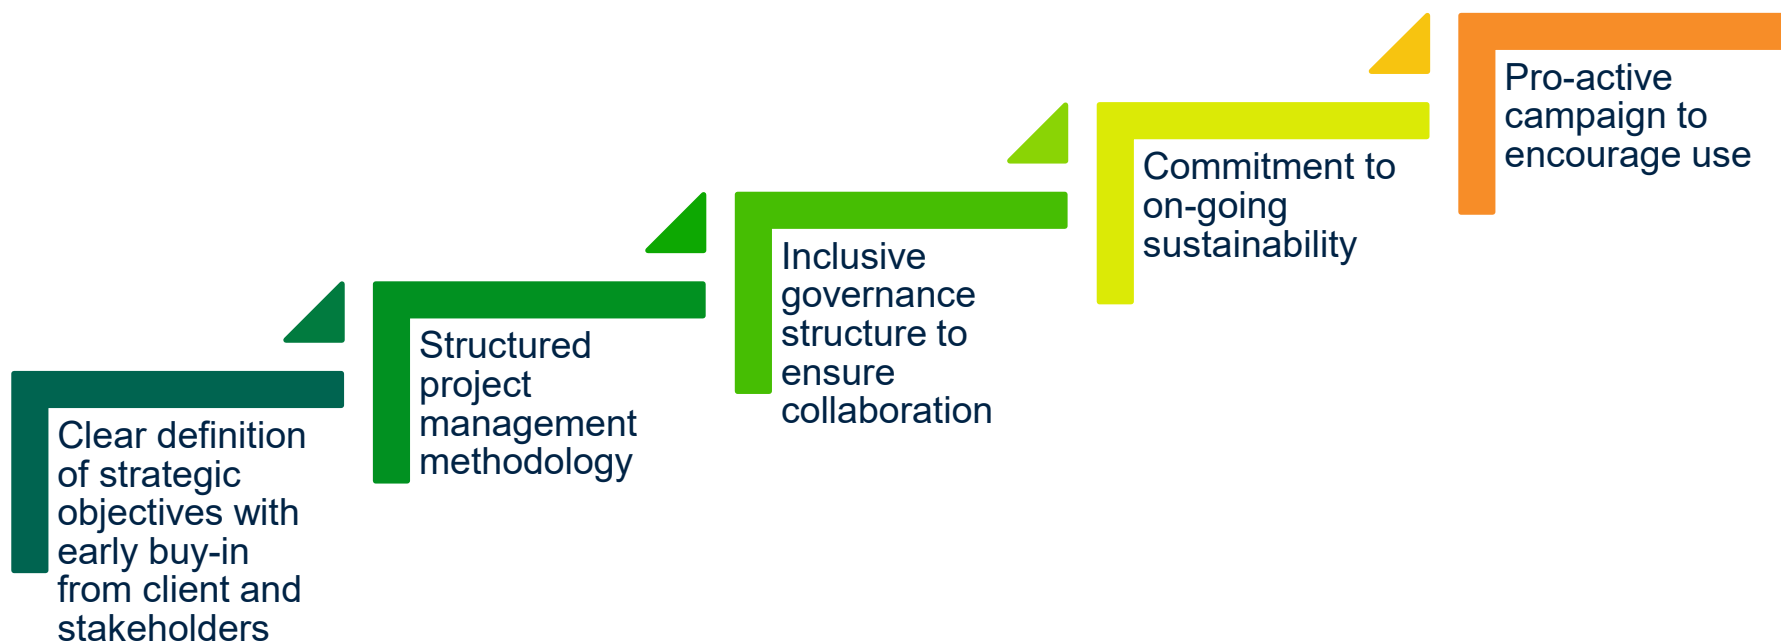 Clear definition
of strategic
objectives with
early buy-in
from client and
stakeholders
Structured
project
management
methodology
Inclusive
governance
structure to
ensure
collaboration
Commitment to
on-going
sustainability
Pro-active
campaign to
encourage use